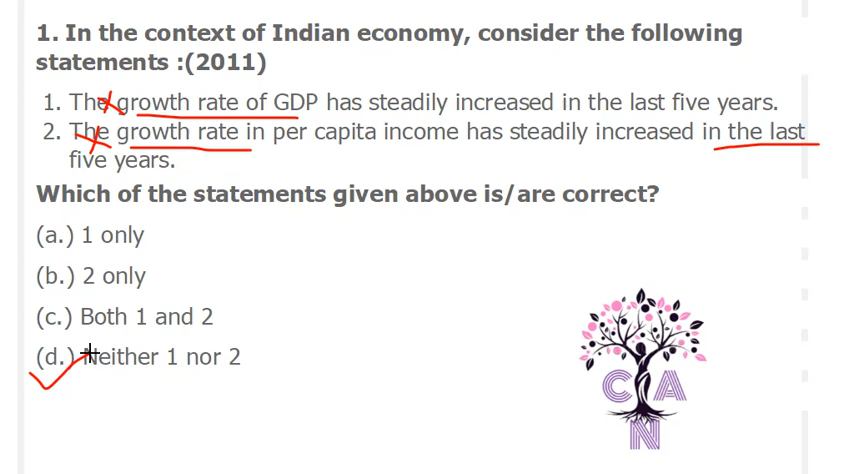 1. In the context of Indian economy, consider the following
statements :(2011)
1. The growth rate of GDP has steadily increased in the last five years.
2. The growth rate in per capita income has steadily increased in the last
five years.
Which of the statements given above is/are correct?
(a.) 1 only
(b.) 2 only
(c.) Both 1 and 2
(d.) Neither 1 nor 2
C A
N